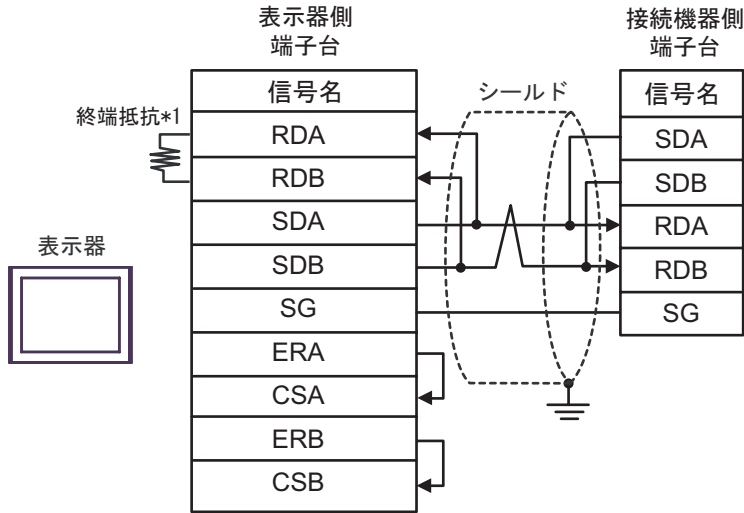 表示器側
端子台
信号名
RDA
RDB
SDA
SDB
SG
ERA
CSA
ERB
CSB
終端抵抗*1
表示器
シールド
接続機器側
端子台
信号名
SDA
SDB
RDA
RDB
SG